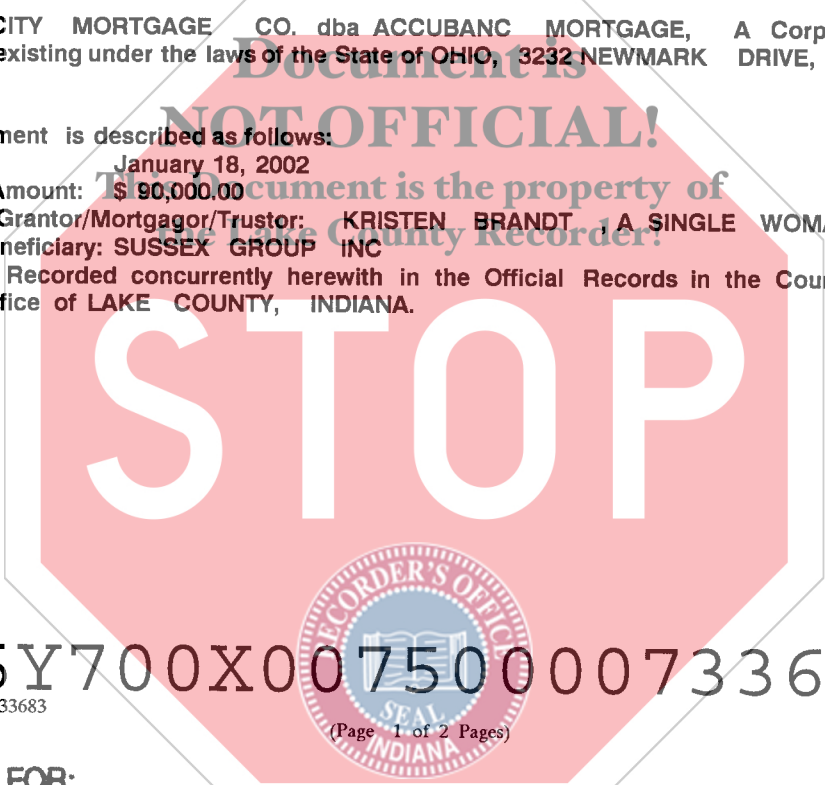 CITY MORTGAGE CO. dba ACCUBANC MORTGAGE, A Corp
existing under the laws of the State of OHIO, 3232 NEWMARK DRIVE,
Document is
NOT OFFICIAL!
This Document is the property of
the Lake County Recorder!
ment is described as follows:
January 18, 2002
Amount: $ 90,000.00
Grantor/Mortgagor/Trustor: KRISTEN BRANDT , A SINGLE WOMA
neficiary: SUSSEX GROUP INC
Recorded concurrently herewith in the Official Records in the Cour
fice of LAKE COUNTY, INDIANA.
STOP
RECORDER'S OFFICE
SEAL
INDIANA
5Y700X007500007336
33683
(Page 1 of 2 Pages)
FOR: